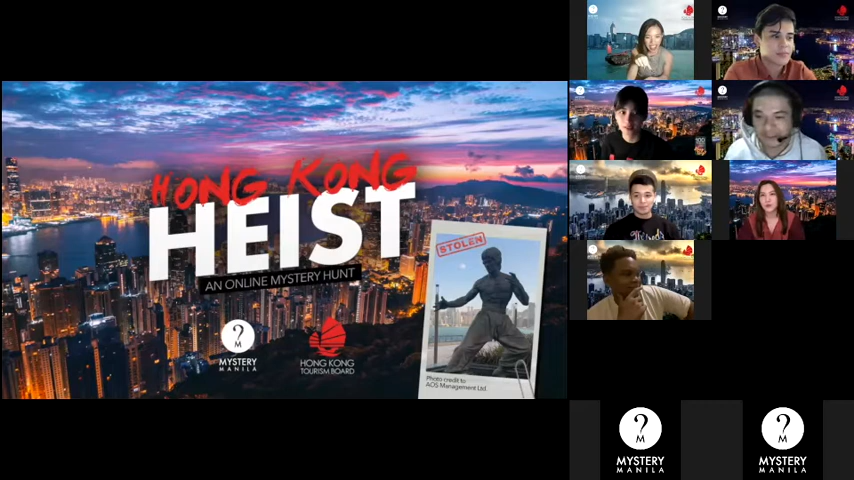 HONG KONG
HEIST
AN ONLINE MYSTERY HUNT
?
M
MYSTERY
MANILA
HONG KONG
TOURISM BOARD
STOLEN
Photo credit to
AOS Management Ltd.
?
M
MYSTERY
MANILA
?
M
MYSTERY
MANILA